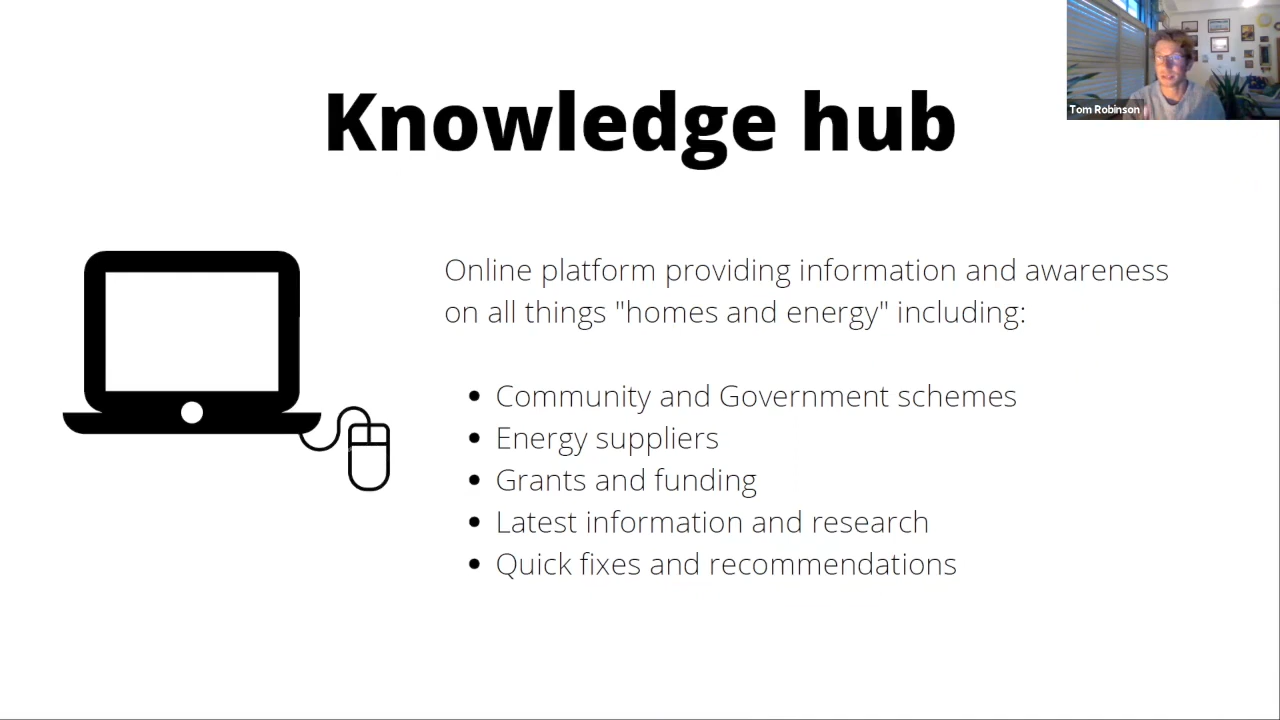 Tom Robinson
Knowledge hub
Online platform providing information and awareness
on all things "homes and energy" including:
Community and Government schemes
Energy suppliers
Grants and funding
Latest information and research
Quick fixes and recommendations